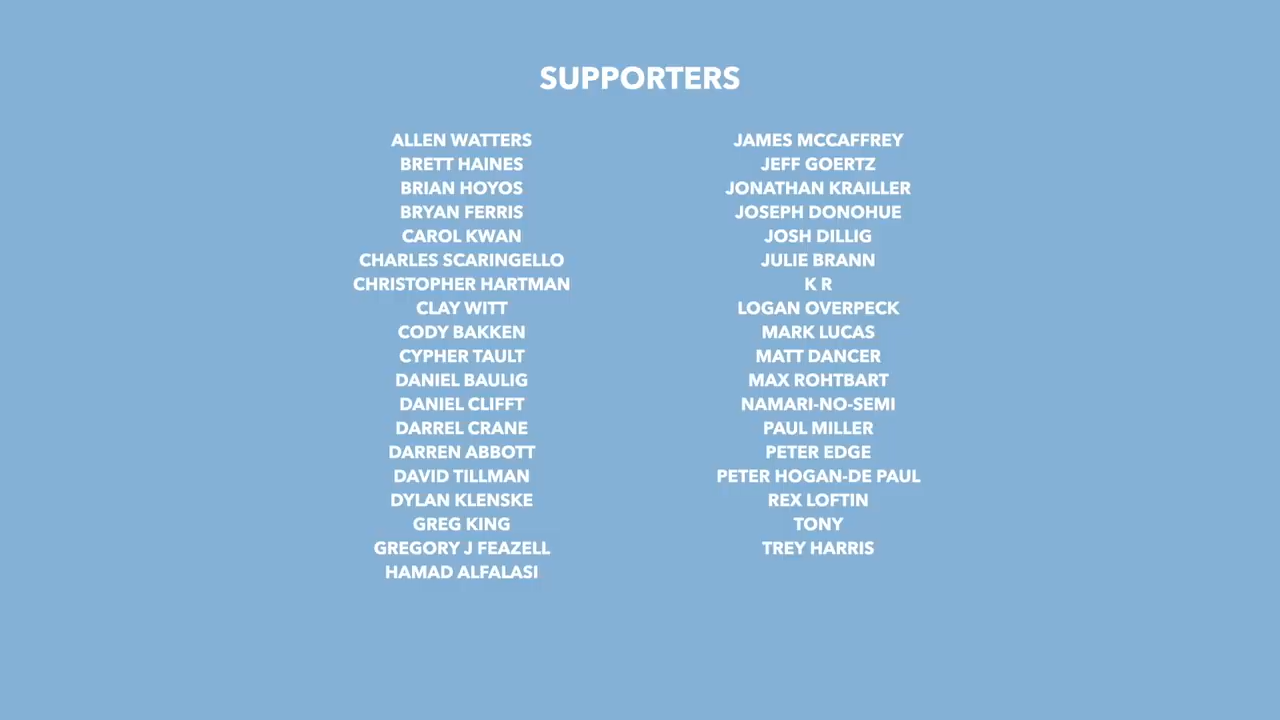 SUPPORTERS
ALLEN WATTERS
BRETT HAINES
BRIAN HOYOS
BRYAN FERRIS
CAROL KWAN
CHARLES SCARINGELLO
CHRISTOPHER HARTMAN
CLAY WITT
CODY BAKKEN
CYPHER TAULT
DANIEL BAULIG
DANIEL CLIFFT
DARREL CRANE
DARREN ABBOTT
DAVID TILLMAN
DYLAN KLENSKE
GREG KING
GREGORY J FEAZELL
HAMAD ALFALASI
JAMES MCCAFFREY
JEFF GOERTZ
JONATHAN KRAILLER
JOSEPH DONOHUE
JOSH DILLIG
JULIE BRANN
K R
LOGAN OVERPECK
MARK LUCAS
MATT DANCER
MAX ROHTBART
NAMARI-NO-SEMI
PAUL MILLER
PETER EDGE
PETER HOGAN-DE PAUL
REX LOFTIN
TONY
TREY HARRIS